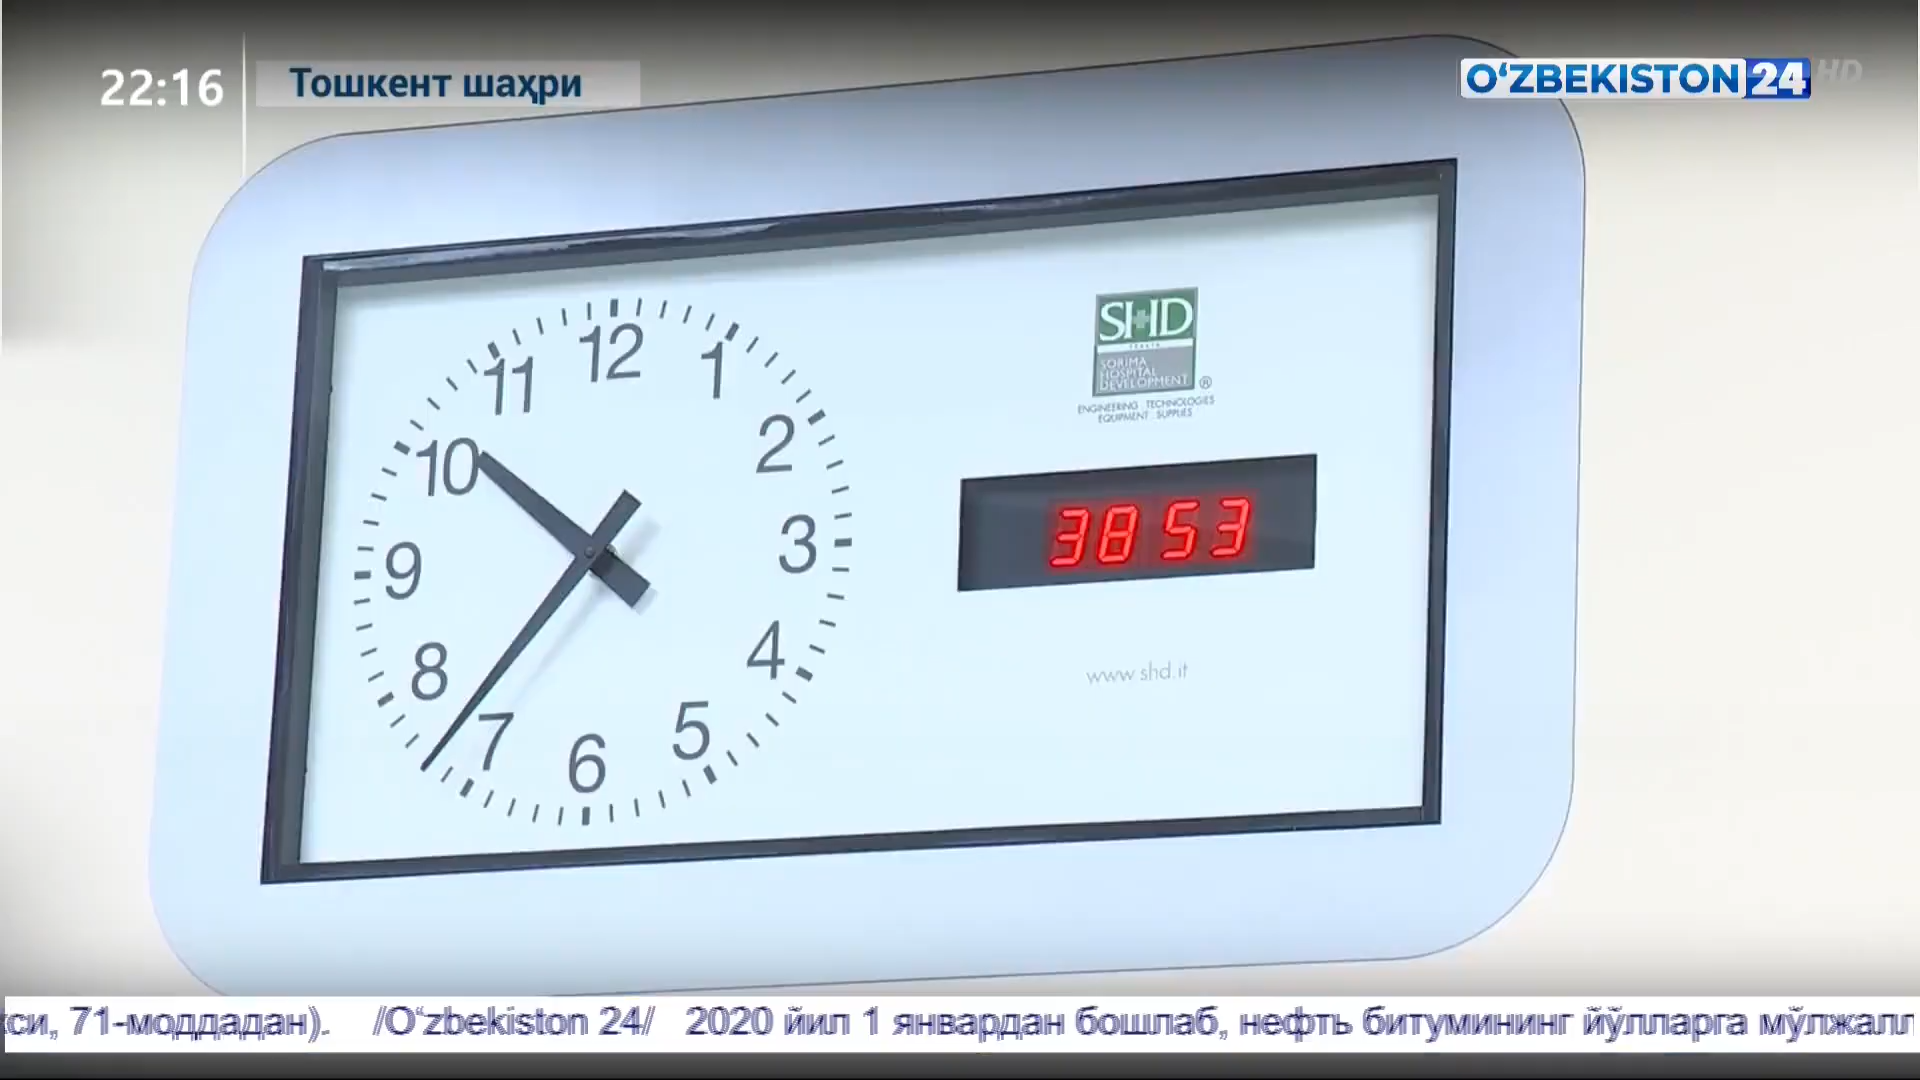 22:16
Тошкент шаҳри
O‘ZBEKISTON 24 HD
12
1
2
3
4
5
6
7
8
9
10
11
SHD
ITALIA
SORIMA
HOSPITAL
DEVELOPMENT ®
ENGINEERING . TECHNOLOGIES
EQUIPMENT . SUPPLIES
38 53
www.shd.it
си, 71-моддадан). /O‘zbekiston 24/ 2020 йил 1 январдан бошлаб, нефть битумининг йўлларга мўлжалл